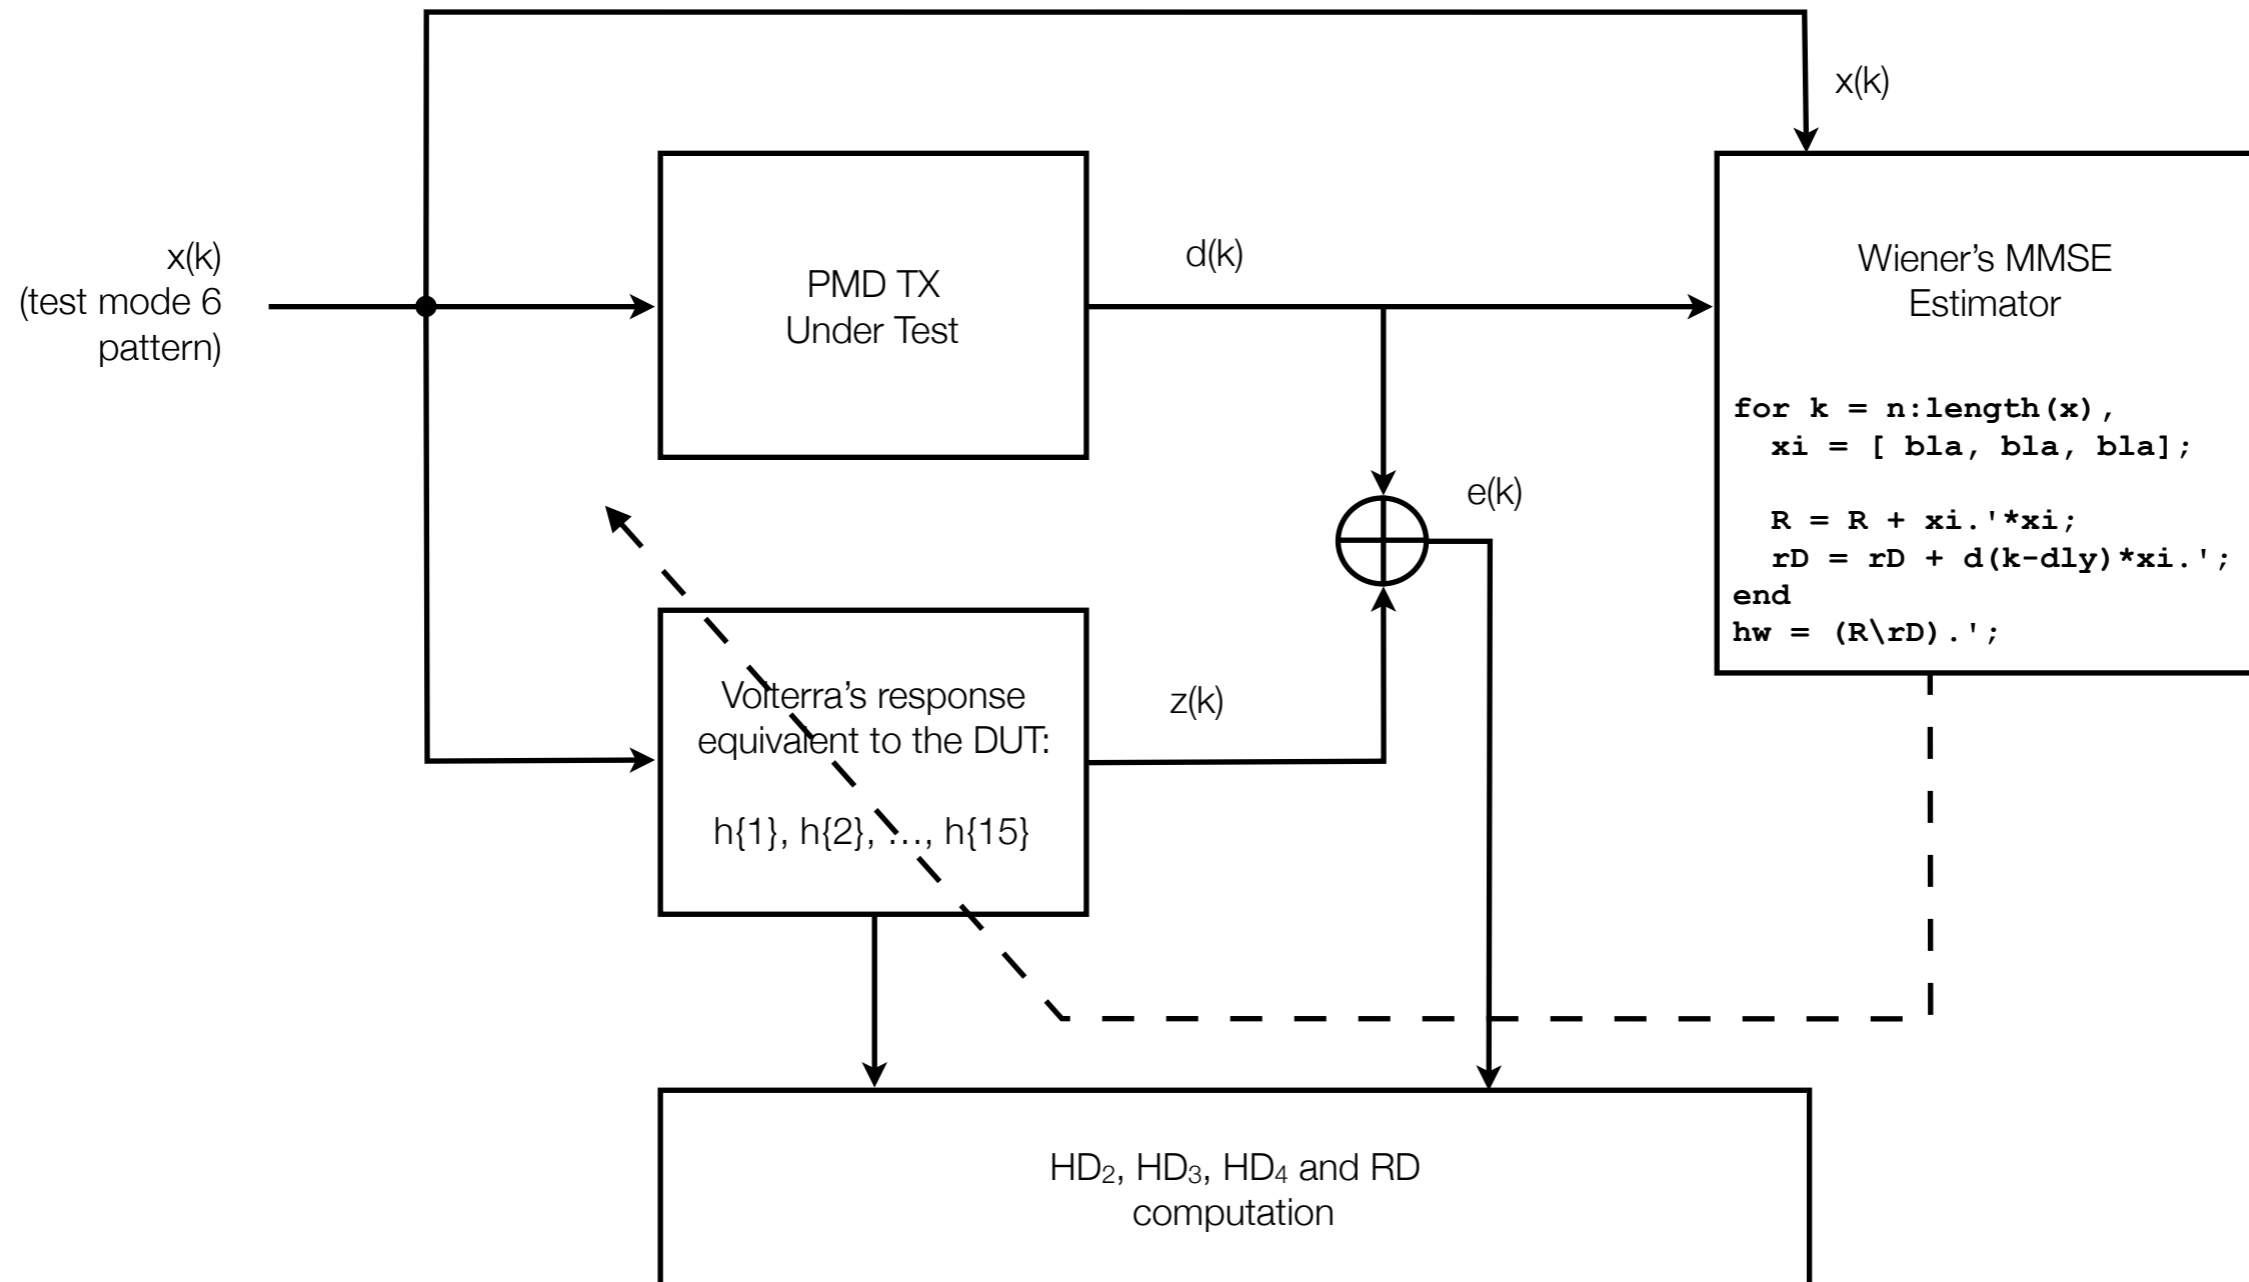 x(k)
x(k)
(test mode 6
pattern)
PMD TX
Under Test
d(k)
Wiener’s MMSE
Estimator
for k = n:length(x),
xi = [ bla, bla, bla];
R = R + xi.'*xi;
rD = rD + d(k-dly)*xi.';
end
hw = (R\rD).';
e(k)
Volterra’s response
equivalent to the DUT:
h{1}, h{2}, …, h{15}
z(k)
HD₂, HD₃, HD₄ and RD
computation